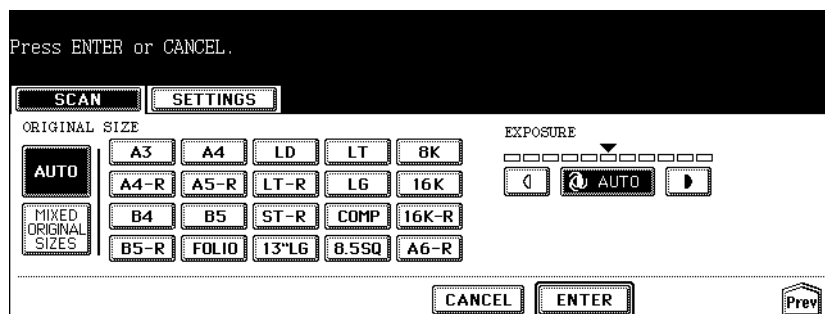 Press ENTER or CANCEL.
SCAN SETTINGS
ORIGINAL SIZE
EXPOSURE
AUTO
A3 A4 LD LT 8K
A4-R A5-R LT-R LG 16K
MIXED
ORIGINAL
SIZES
B4 B5 ST-R COMP 16K-R
B5-R FOLIO 13"LG 8.5SQ A6-R
AUTO
CANCEL ENTER
Prev